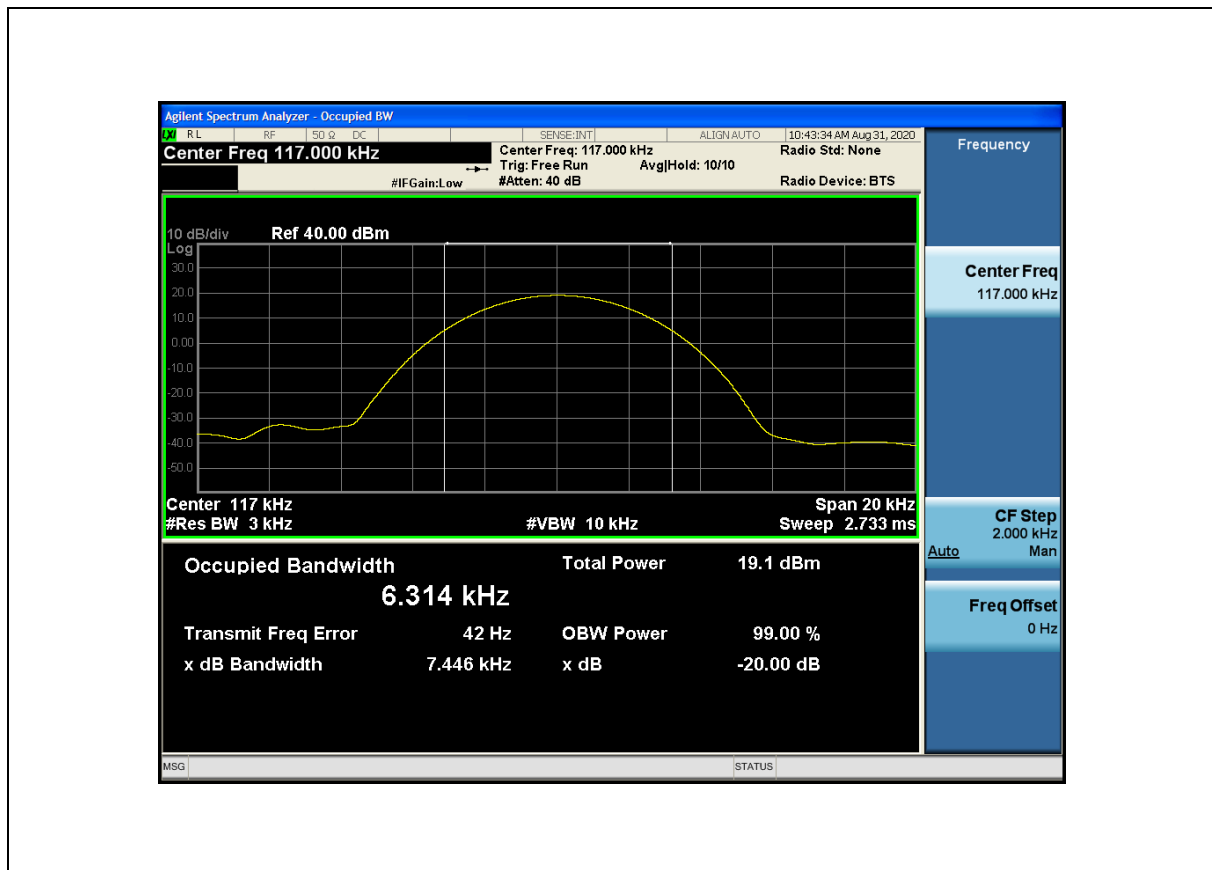 Agilent Spectrum Analyzer - Occupied BW
LXI RL RF 50 Ω DC SENSE:INT ALIGN AUTO 10:43:34 AM Aug 31, 2020
Center Freq 117.000 kHz
Center Freq: 117.000 kHz
Radio Std: None
Trig: Free Run Avg|Hold: 10/10
#IFGain:Low #Atten: 40 dB
Radio Device: BTS
10 dB/div Ref 40.00 dBm
Log
30.0
20.0
10.0
0.00
-10.0
-20.0
-30.0
-40.0
-50.0
Center 117 kHz Span 20 kHz
#Res BW 3 kHz #VBW 10 kHz Sweep 2.733 ms
Occupied Bandwidth
6.314 kHz
Total Power 19.1 dBm
Transmit Freq Error 42 Hz OBW Power 99.00 %
x dB Bandwidth 7.446 kHz x dB -20.00 dB
MSG STATUS
Frequency
Center Freq
117.000 kHz
CF Step
2.000 kHz
Auto Man
Freq Offset
0 Hz